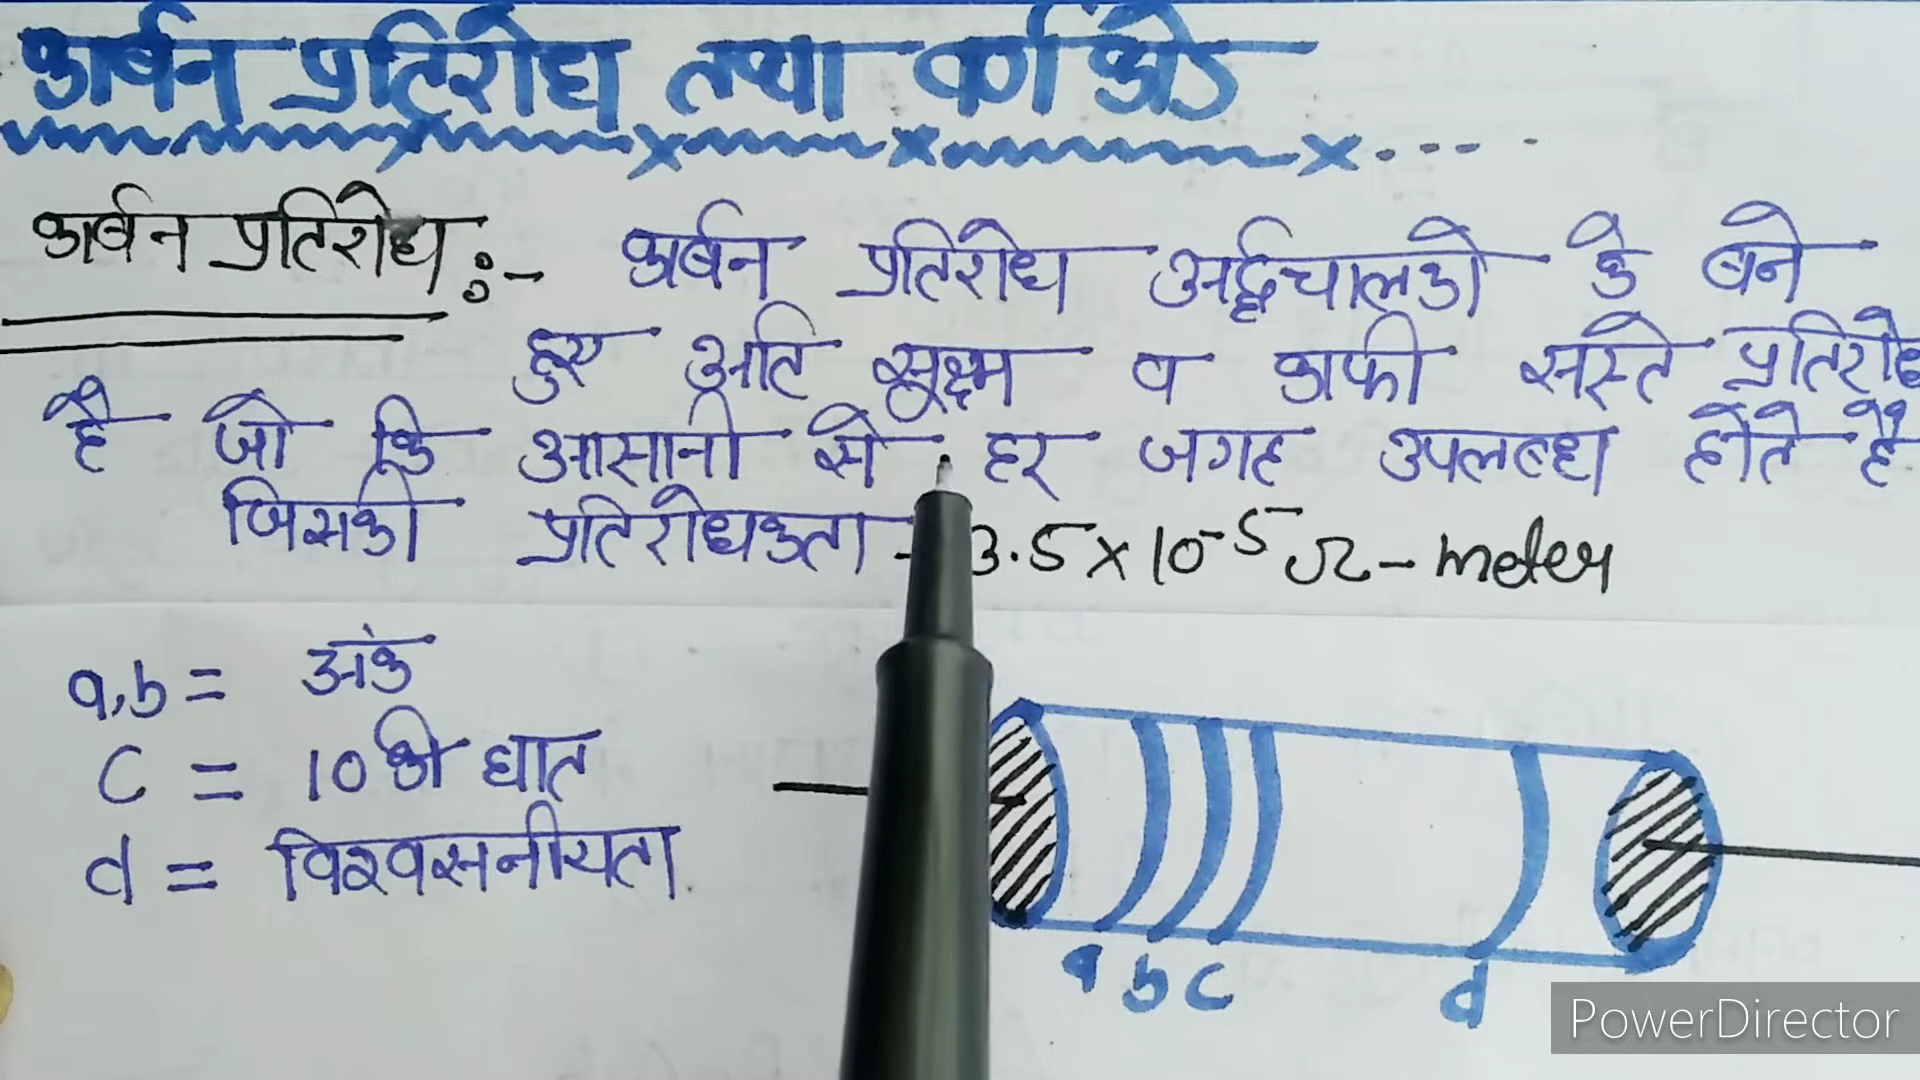 कार्बन प्रतिरोध तथा वर्ण कोड
कार्बन प्रतिरोध :- कार्बन प्रतिरोध अर्द्धचालको के बने
हुए अति सूक्ष्म व काफी सस्ते प्रतिरोध
है जो कि आसानी से हर जगह उपलब्ध होते है
जिसकी प्रतिरोधकता - 3.5×10⁻⁵ Ω - meter
a,b = अंक
c = 10 की घात
d = विश्वसनीयता
a b c d
PowerDirector